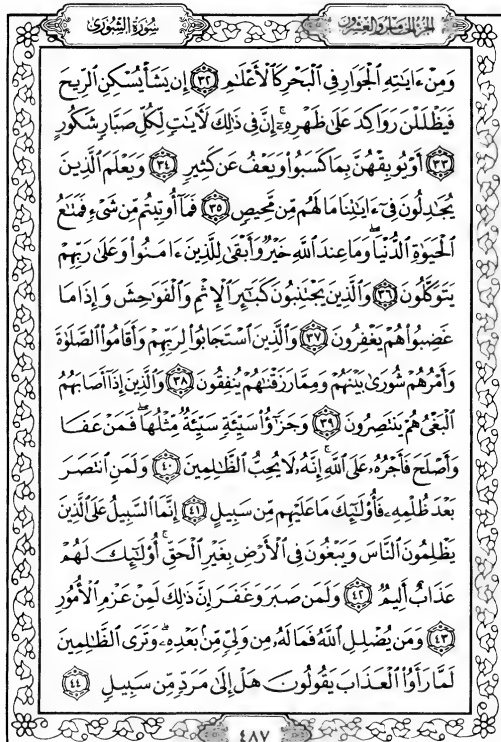 الجزء الخامس والعشرون
سُورَةُ الشُّورَىٰ
وَمِنْ ءَايَٰتِهِ ٱلْجَوَارِ فِى ٱلْبَحْرِ كَٱلْأَعْلَٰمِ ٣٢ إِن يَشَأْ يُسْكِنِ ٱلرِّيحَ
فَيَظْلَلْنَ رَوَاكِدَ عَلَىٰ ظَهْرِهِۦٓ ۚ إِنَّ فِى ذَٰلِكَ لَءَايَٰتٍ لِّكُلِّ صَبَّارٍ شَكُورٍ
٣٣ أَوْ يُوبِقْهُنَّ بِمَا كَسَبُوا۟ وَيَعْفُ عَن كَثِيرٍ ٣٤ وَيَعْلَمَ ٱلَّذِينَ
يُجَٰدِلُونَ فِىٓ ءَايَٰتِنَا مَا لَهُم مِّن مَّحِيصٍ ٣٥ فَمَآ أُوتِيتُم مِّن شَىْءٍ فَمَتَٰعُ
ٱلْحَيَوٰةِ ٱلدُّنْيَا ۖ وَمَا عِندَ ٱللَّهِ خَيْرٌ وَأَبْقَىٰ لِلَّذِينَ ءَامَنُوا۟ وَعَلَىٰ رَبِّهِمْ
يَتَوَكَّلُونَ ٣٦ وَٱلَّذِينَ يَجْتَنِبُونَ كَبَٰٓئِرَ ٱلْإِثْمِ وَٱلْفَوَٰحِشَ وَإِذَا مَا
غَضِبُوا۟ هُمْ يَغْفِرُونَ ٣٧ وَٱلَّذِينَ ٱسْتَجَابُوا۟ لِرَبِّهِمْ وَأَقَامُوا۟ ٱلصَّلَوٰةَ
وَأَمْرُهُمْ شُورَىٰ بَيْنَهُمْ وَمِمَّا رَزَقْنَٰهُمْ يُنفِقُونَ ٣٨ وَٱلَّذِينَ إِذَآ أَصَابَهُمُ
ٱلْبَغْىُ هُمْ يَنتَصِرُونَ ٣٩ وَجَزَٰٓؤُا۟ سَيِّئَةٍ سَيِّئَةٌ مِّثْلُهَا ۖ فَمَنْ عَفَا
وَأَصْلَحَ فَأَجْرُهُۥ عَلَى ٱللَّهِ ۚ إِنَّهُۥ لَا يُحِبُّ ٱلظَّٰلِمِينَ ٤٠ وَلَمَنِ ٱنتَصَرَ
بَعْدَ ظُلْمِهِۦ فَأُو۟لَٰٓئِكَ مَا عَلَيْهِم مِّن سَبِيلٍ ٤١ إِنَّمَا ٱلسَّبِيلُ عَلَى ٱلَّذِينَ
يَظْلِمُونَ ٱلنَّاسَ وَيَبْغُونَ فِى ٱلْأَرْضِ بِغَيْرِ ٱلْحَقِّ ۚ أُو۟لَٰٓئِكَ لَهُمْ
عَذَابٌ أَلِيمٌ ٤٢ وَلَمَن صَبَرَ وَغَفَرَ إِنَّ ذَٰلِكَ لَمِنْ عَزْمِ ٱلْأُمُورِ
٤٣ وَمَن يُضْلِلِ ٱللَّهُ فَمَا لَهُۥ مِن وَلِىٍّ مِّنۢ بَعْدِهِۦ ۗ وَتَرَى ٱلظَّٰلِمِينَ
لَمَّا رَأَوُا۟ ٱلْعَذَابَ يَقُولُونَ هَلْ إِلَىٰ مَرَدٍّ مِّن سَبِيلٍ ٤٤
٤٨٧